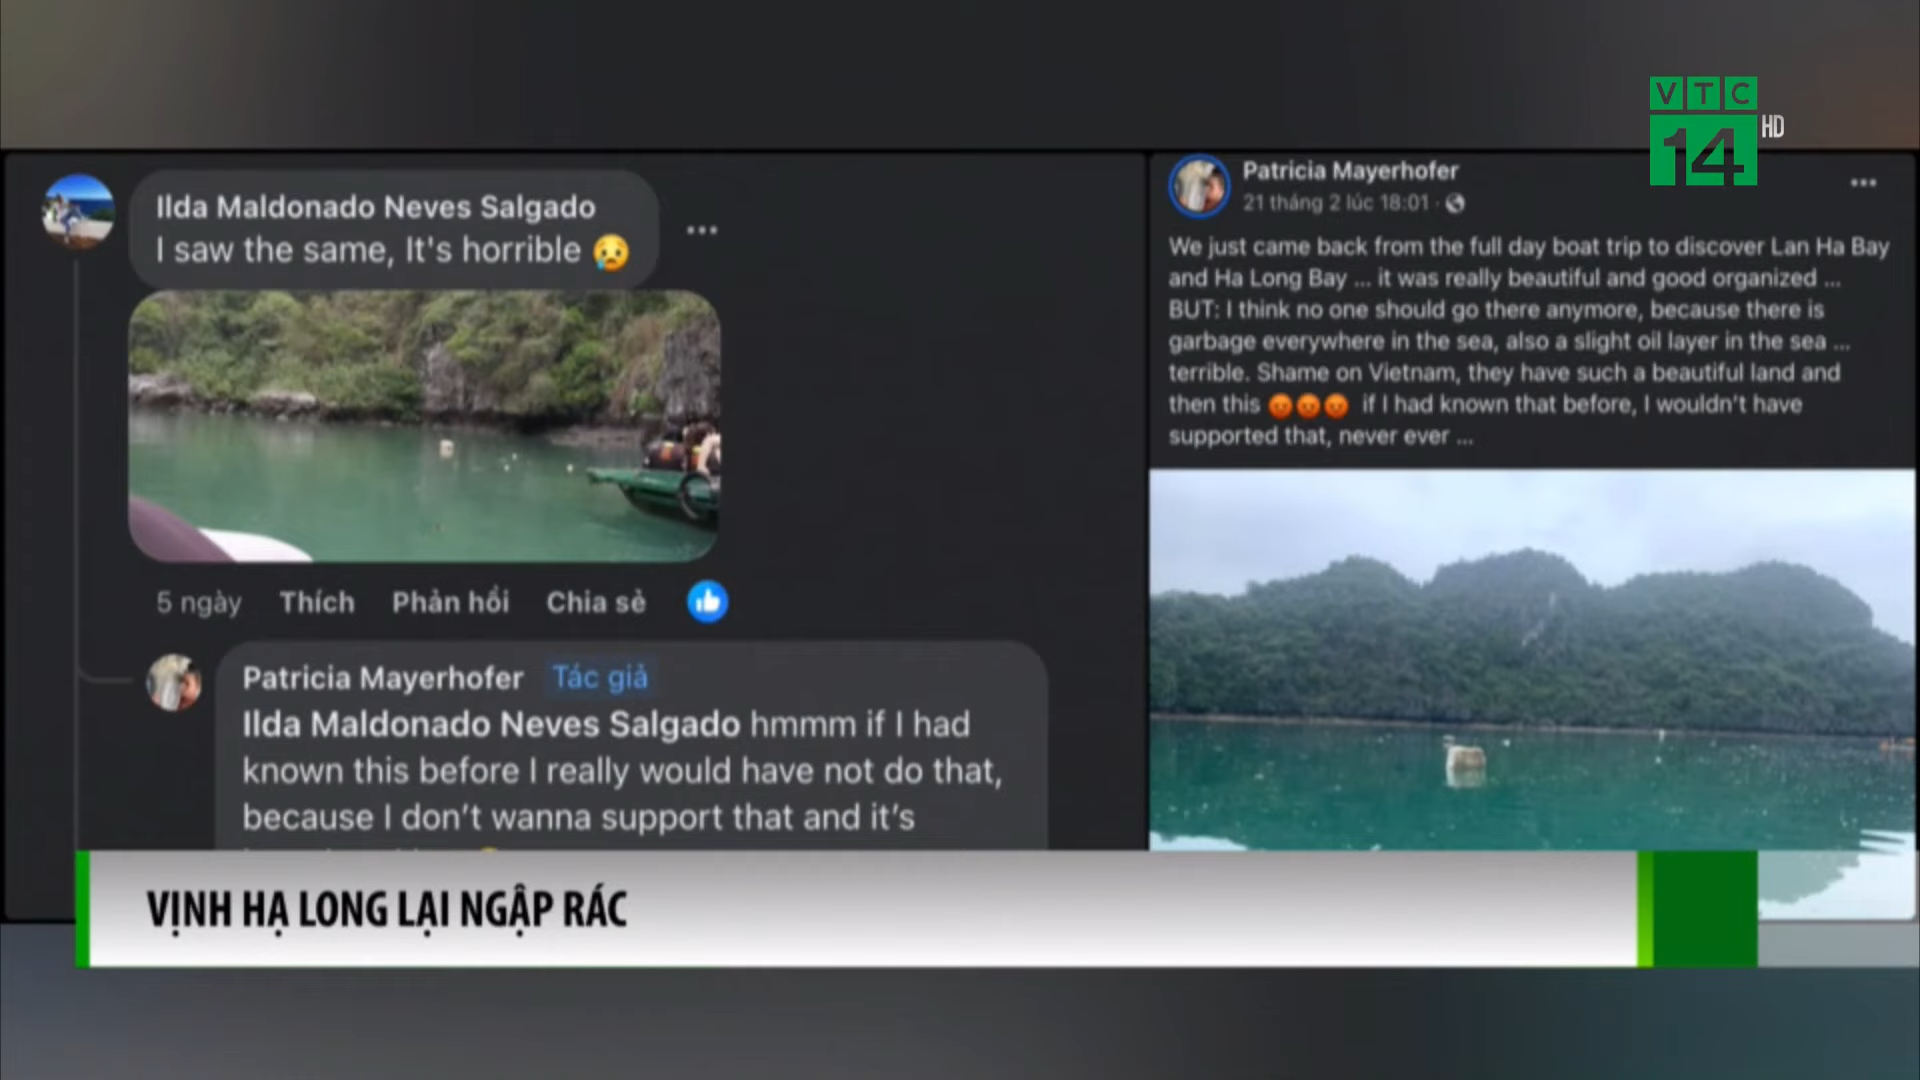 VTC
14 HD
Ilda Maldonado Neves Salgado
I saw the same, It's horrible 😢
5 ngày Thích Phản hồi Chia sẻ
Patricia Mayerhofer Tác giả
Ilda Maldonado Neves Salgado hmmm if I had
known this before I really would have not do that,
because I don't wanna support that and it's
Patricia Mayerhofer
21 tháng 2 lúc 18:01 ·
We just came back from the full day boat trip to discover Lan Ha Bay
and Ha Long Bay ... it was really beautiful and good organized ...
BUT: I think no one should go there anymore, because there is
garbage everywhere in the sea, also a slight oil layer in the sea ...
terrible. Shame on Vietnam, they have such a beautiful land and
then this 😡😡😡 if I had known that before, I wouldn't have
supported that, never ever ...
VỊNH HẠ LONG LẠI NGẬP RÁC